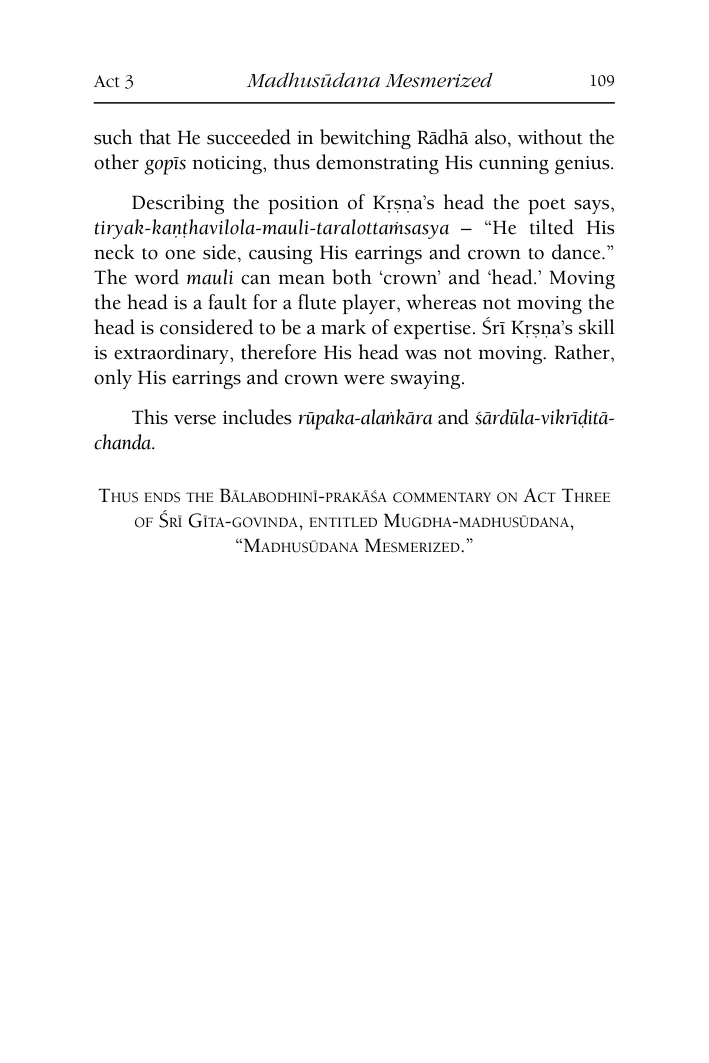 Act 3 Madhusūdana Mesmerized 109
such that He succeeded in bewitching Rādhā also, without the
other gopīs noticing, thus demonstrating His cunning genius.
Describing the position of Kṛṣṇa’s head the poet says,
tiryak-kaṇṭhavilola-mauli-taralottaṁsasya – “He tilted His
neck to one side, causing His earrings and crown to dance.”
The word mauli can mean both ‘crown’ and ‘head.’ Moving
the head is a fault for a flute player, whereas not moving the
head is considered to be a mark of expertise. Śrī Kṛṣṇa’s skill
is extraordinary, therefore His head was not moving. Rather,
only His earrings and crown were swaying.
This verse includes rūpaka-alaṅkāra and śārdūla-vikrīḍitā-
chanda.
Thus ends the Bālabodhinī-prakāśa commentary on Act Three
of Śrī Gīta-govinda, entitled Mugdha-madhusūdana,
“Madhusūdana Mesmerized.”